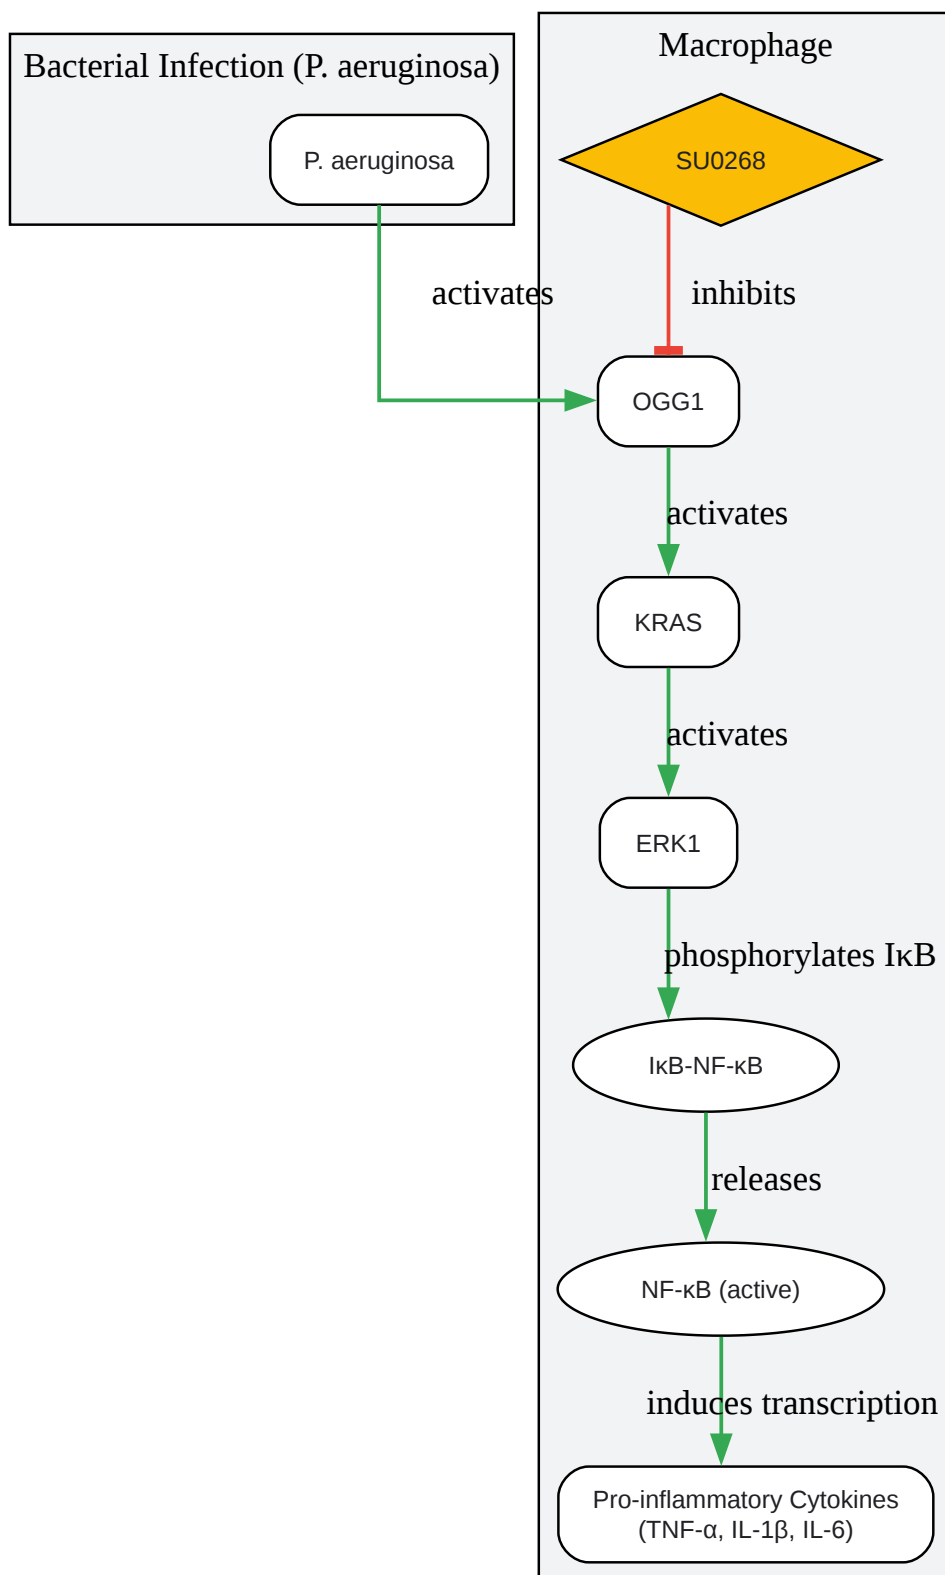 Bacterial Infection (P. aeruginosa)
P. aeruginosa
Macrophage
SU0268
activates
inhibits
OGG1
activates
KRAS
activates
ERK1
phosphorylates IκB
IκB-NF-κB
releases
NF-κB (active)
induces transcription
Pro-inflammatory Cytokines
(TNF-α, IL-1β, IL-6)